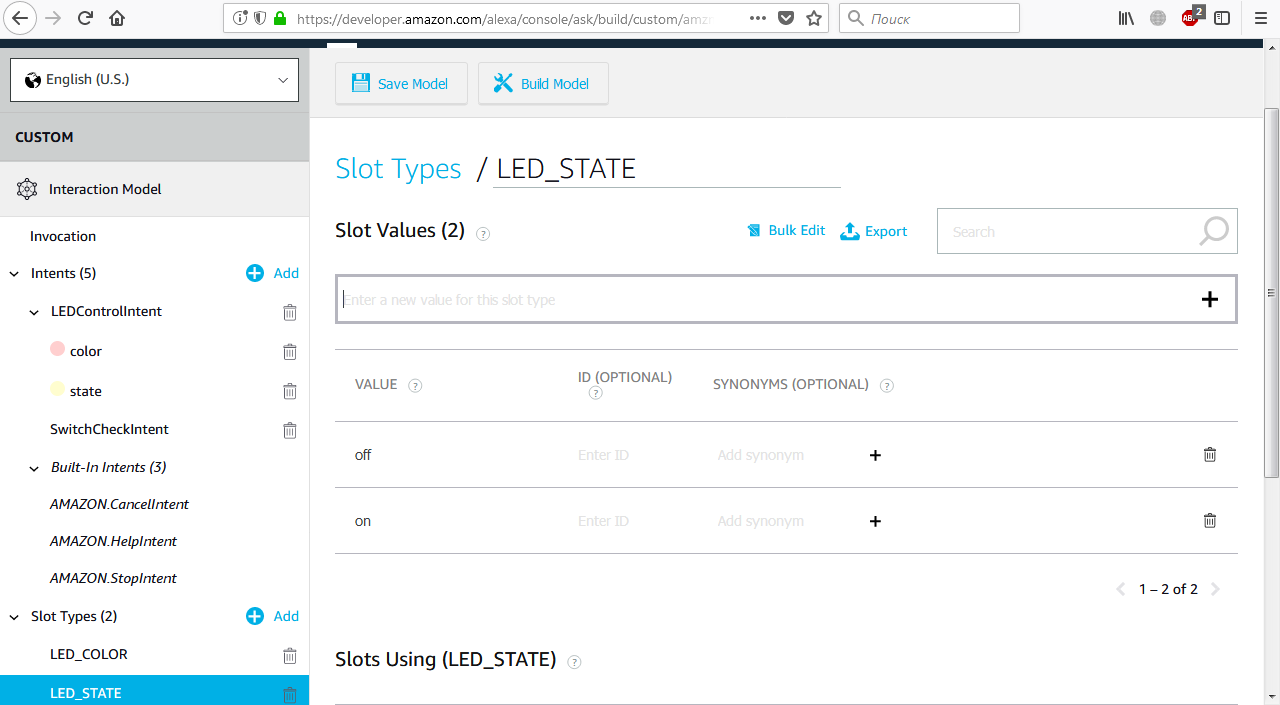 https://developer.amazon.com/alexa/console/ask/build/custom/amz
Поиск
2
English (U.S.)
Save Model
Build Model
CUSTOM
Interaction Model
Invocation
Intents (5)
Add
LEDControlIntent
color
state
SwitchCheckIntent
Built-In Intents (3)
AMAZON.CancelIntent
AMAZON.HelpIntent
AMAZON.StopIntent
Slot Types (2)
Add
LED_COLOR
LED_STATE
Slot Types / LED_STATE
Slot Values (2) ?
Bulk Edit
Export
Search
Enter a new value for this slot type
VALUE ?
ID (OPTIONAL) ?
SYNONYMS (OPTIONAL) ?
off
Enter ID
Add synonym
on
Enter ID
Add synonym
1 – 2 of 2
Slots Using (LED_STATE) ?